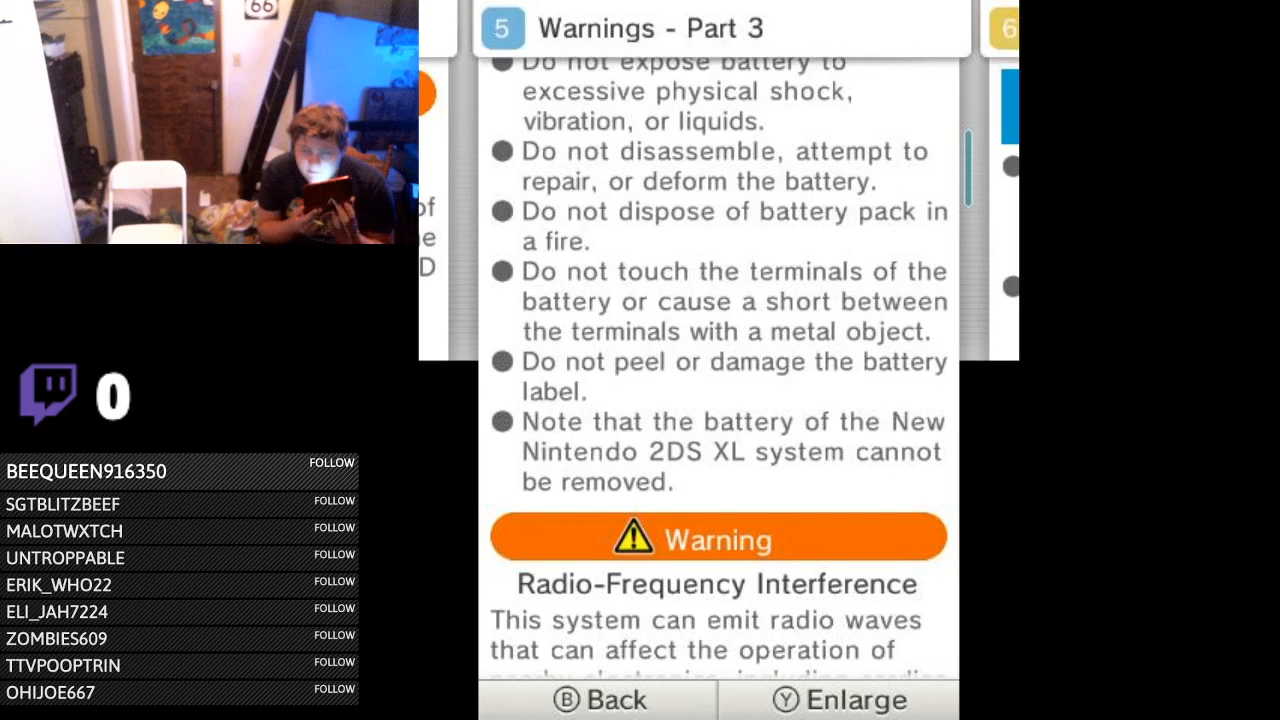 66
5 Warnings - Part 3
6
Do not expose battery to
excessive physical shock,
vibration, or liquids.
Do not disassemble, attempt to
repair, or deform the battery.
Do not dispose of battery pack in
a fire.
Do not touch the terminals of the
battery or cause a short between
the terminals with a metal object.
Do not peel or damage the battery
label.
Note that the battery of the New
Nintendo 2DS XL system cannot
be removed.
Warning
Radio-Frequency Interference
This system can emit radio waves
that can affect the operation of
B Back
Y Enlarge
of
e
D
0
BEEQUEEN916350 FOLLOW
SGTBLITZBEEF FOLLOW
MALOTWXTCH FOLLOW
UNTROPPABLE FOLLOW
ERIK_WHO22 FOLLOW
ELI_JAH7224 FOLLOW
ZOMBIES609 FOLLOW
TTVPOOPTRIN FOLLOW
OHIJOE667 FOLLOW